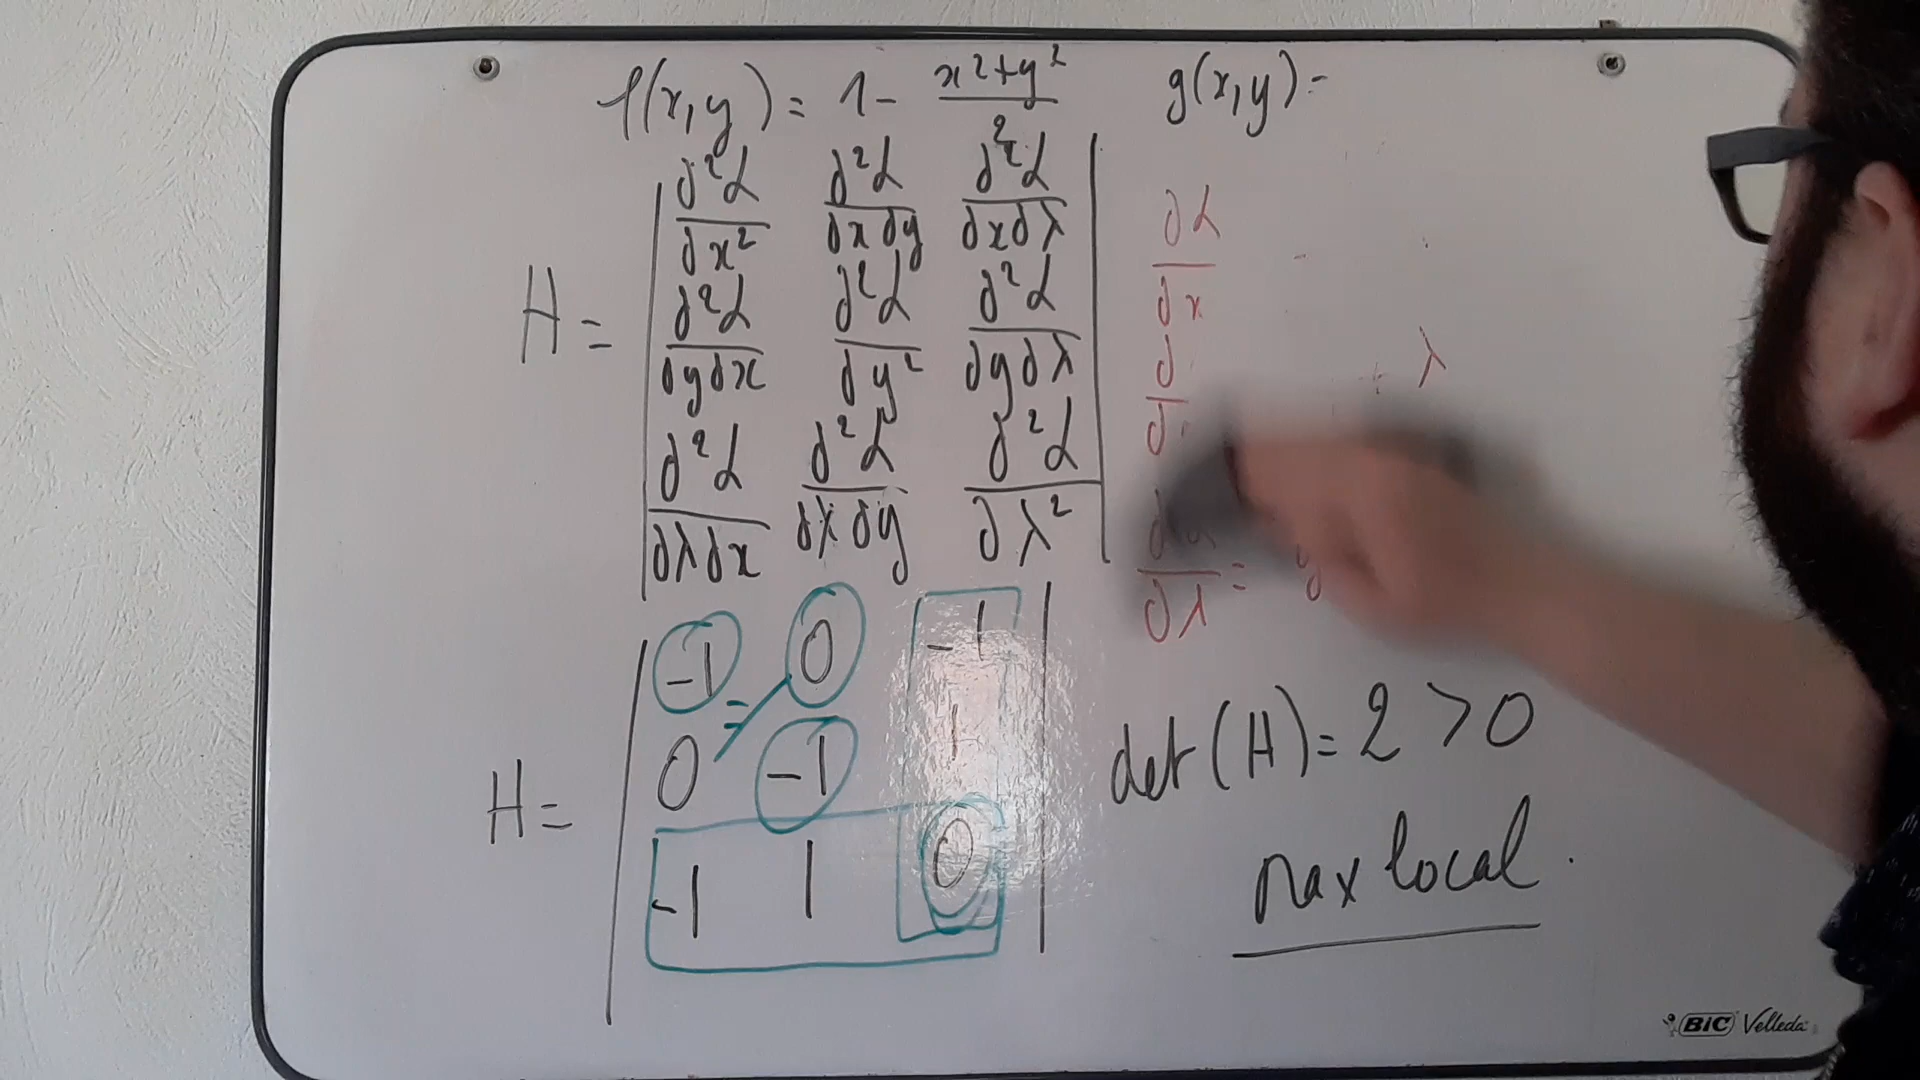 f(x,y) = 1 - (x²+y²)/2 g(x,y) =
H = | ∂²ℒ/∂x² ∂²ℒ/∂x∂y ∂²ℒ/∂x∂λ |
| ∂²ℒ/∂y∂x ∂²ℒ/∂y² ∂²ℒ/∂y∂λ |
| ∂²ℒ/∂λ∂x ∂²ℒ/∂λ∂y ∂²ℒ/∂λ² |
∂ℒ/∂x
λ
∂ℒ/∂λ = y
H = | -1 0 -1 |
| 0 -1 1 |
| -1 1 0 |
=
det(H) = 2 > 0
max local.
BIC Velleda